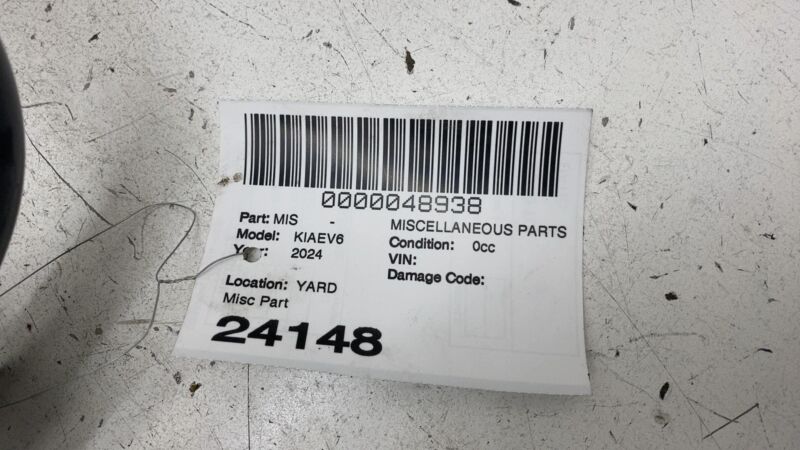 0000048938
Part: MIS - MISCELLANEOUS PARTS
Model: KIAEV6 Condition: 0cc
Year: 2024 VIN:
Damage Code:
Location: YARD
Misc Part
24148